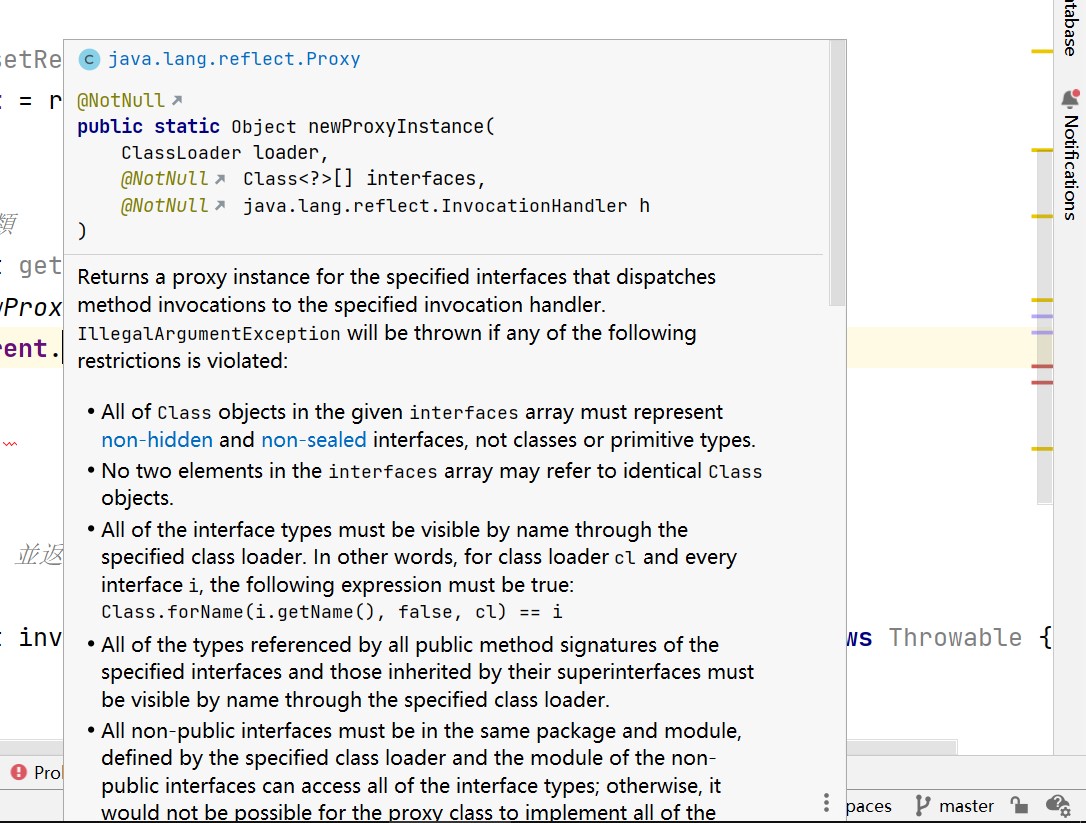 setRe
C java.lang.reflect.Proxy
t = r
@NotNull
public static Object newProxyInstance(
ClassLoader loader,
@NotNull Class<?>[] interfaces,
@NotNull java.lang.reflect.InvocationHandler h
)
類
t get
Returns a proxy instance for the specified interfaces that dispatches
wProx
method invocations to the specified invocation handler.
IllegalArgumentException will be thrown if any of the following
rent.
restrictions is violated:
• All of Class objects in the given interfaces array must represent
non-hidden and non-sealed interfaces, not classes or primitive types.
• No two elements in the interfaces array may refer to identical Class
objects.
• All of the interface types must be visible by name through the
並返
specified class loader. In other words, for class loader cl and every
interface i, the following expression must be true:
Class.forName(i.getName(), false, cl) == i
t inv
ws Throwable {
• All of the types referenced by all public method signatures of the
specified interfaces and those inherited by their superinterfaces must
be visible by name through the specified class loader.
• All non-public interfaces must be in the same package and module,
defined by the specified class loader and the module of the non-
Pro
public interfaces can access all of the interface types; otherwise, it
would not be possible for the proxy class to implement all of the
paces
master
tabase
Notifications